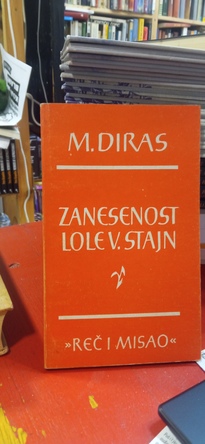 M. DIRAS
ZANESENOST
LOLE V. STAJN
»REČ I MISAO«